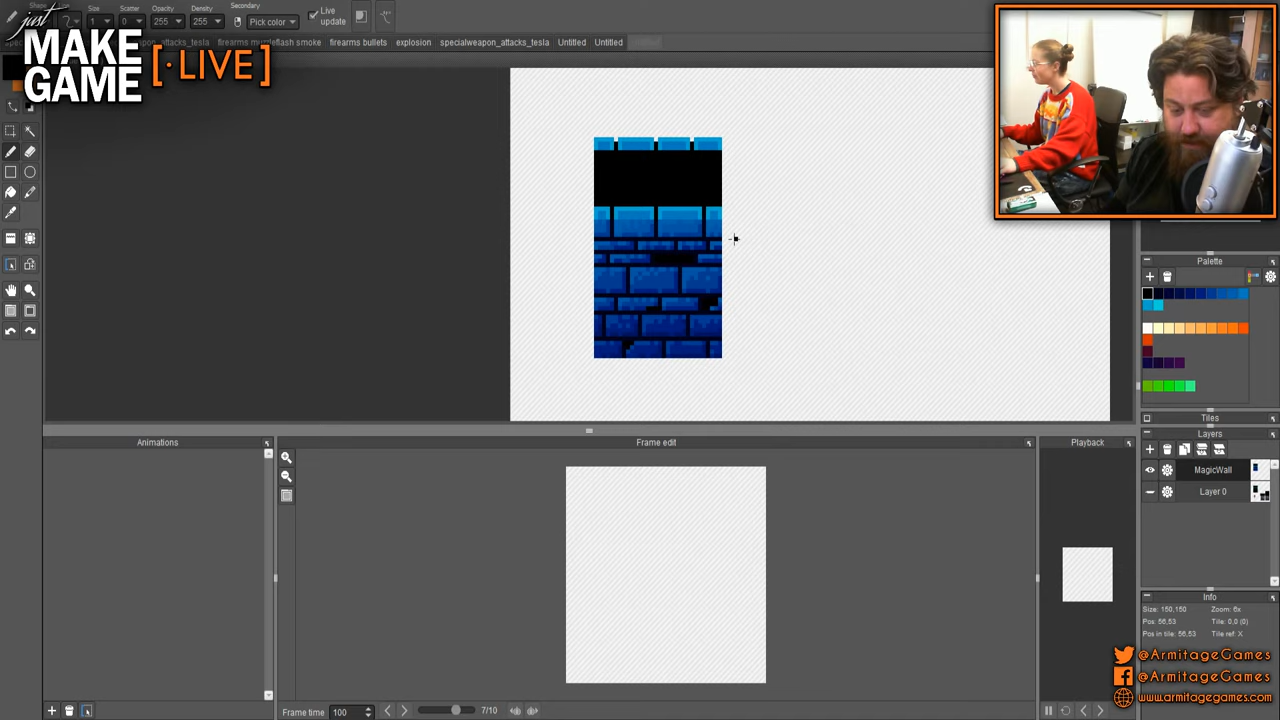 Shape Size Scatter Opacity Density Secondary
1 0 255 255 Pick color Live update
just MAKE GAME [·LIVE]
firearms muzzleflash smoke firearms bullets explosion specialweapon_attacks_tesla Untitled Untitled
Palette
Tiles
Layers
MagicWall
Layer 0
Animations
Frame edit
Playback
Info
Size: 150,150 Zoom: 6x
Pos: 56,53 Tile: 0,0 (0)
Pos in tile: 56,53 Tile ref: X
@ArmitageGames
@ArmitageGames
www.armitagegames.com
Frame time 100 7/10